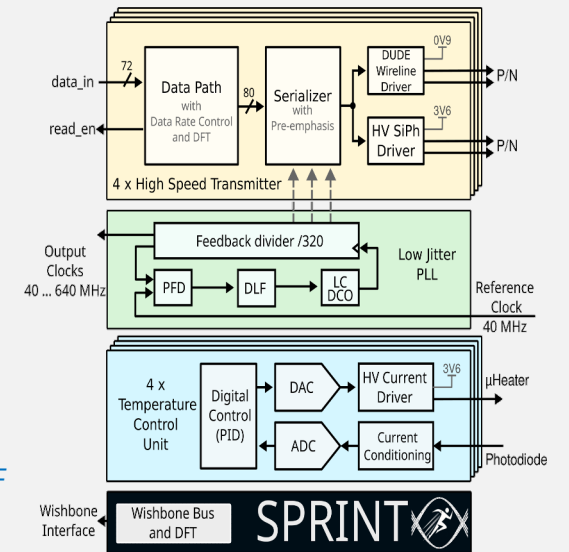 data_in
72
read_en
Data Path
with
Data Rate Control
and DFT
80
Serializer
with
Pre-emphasis
DUDE
Wireline
Driver
0V9
P/N
HV SiPh
Driver
3V6
P/N
4 x High Speed Transmitter
Output
Clocks
40 ... 640 MHz
Feedback divider /320
PFD
DLF
LC
DCO
Low Jitter
PLL
Reference
Clock
40 MHz
4 x
Temperature
Control
Unit
Digital
Control
(PID)
DAC
HV Current
Driver
3V6
µHeater
ADC
Current
Conditioning
Photodiode
Wishbone
Interface
Wishbone Bus
and DFT
SPRINT